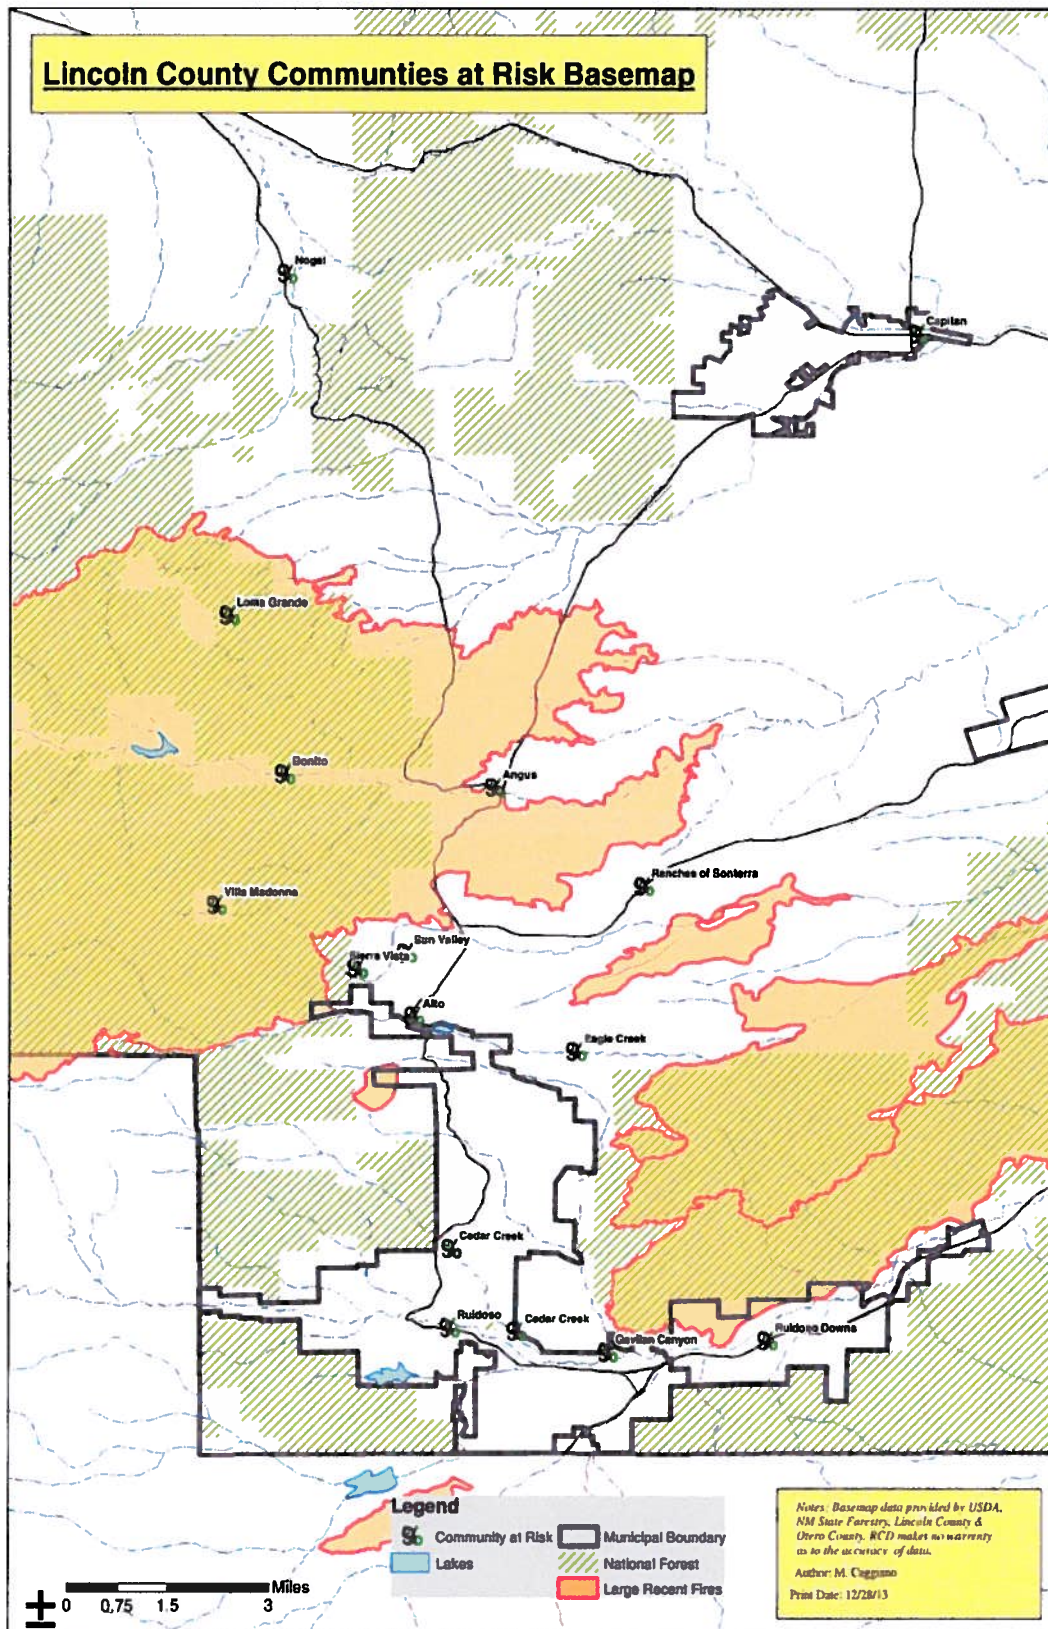 Lincoln County Communties at Risk Basemap
Nogal
Capitan
Loma Grande
Bonito
Angus
Ranches of Sonterra
Villa Madonna
Sun Valley
Sierra Vista
Alto
Eagle Creek
Cedar Creek
Ruidoso
Cedar Creek
Gavilan Canyon
Ruidoso Downs
Legend
Community at Risk
Municipal Boundary
Lakes
National Forest
Large Recent Fires
Miles
0 0.75 1.5 3
Notes: Basemap data provided by USDA,
NM State Forestry, Lincoln County &
Otero County. RCD makes no warrenty
as to the accuracy of data.
Author: M. Caggiano
Print Date: 12/28/13